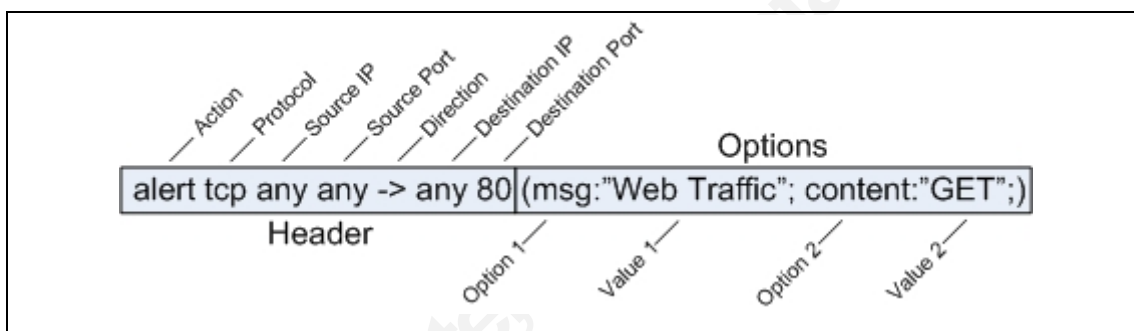 Action
Protocol
Source IP
Source Port
Direction
Destination IP
Destination Port
Options
alert tcp any any -> any 80 (msg:”Web Traffic”; content:”GET”;)
Header
Option 1
Value 1
Option 2
Value 2